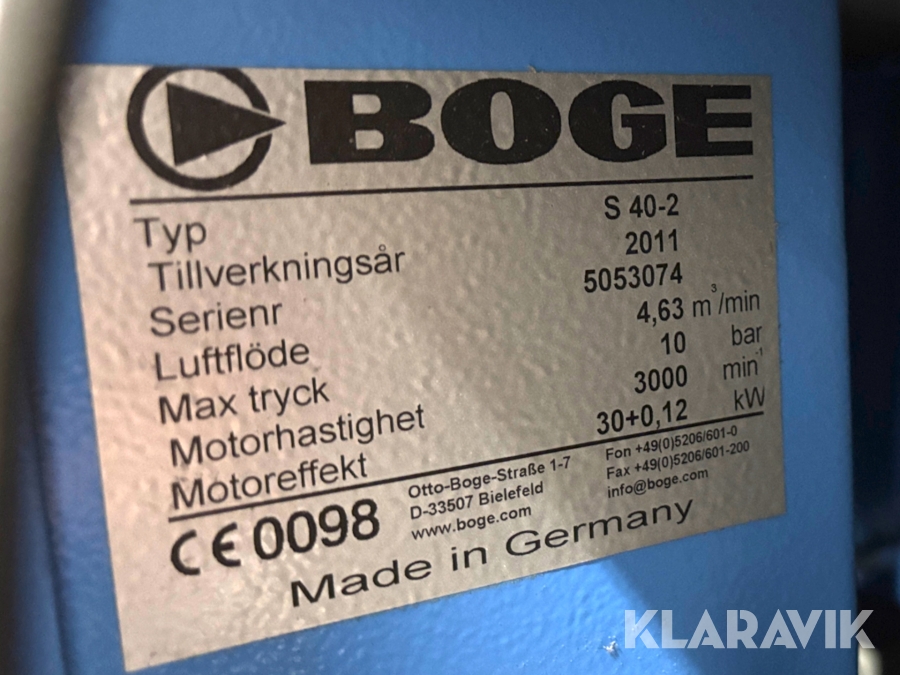 BOGE
Typ S 40-2
Tillverkningsår 2011
Serienr 5053074
Luftflöde 4,63 m³/min
Max tryck 10 bar
Motorhastighet 3000 min⁻¹
Motoreffekt 30+0,12 kW
CE 0098
Otto-Boge-Straße 1-7
D-33507 Bielefeld
www.boge.com
Fon +49(0)5206/601-0
Fax +49(0)5206/601-200
info@boge.com
Made in Germany
KLARAVIK